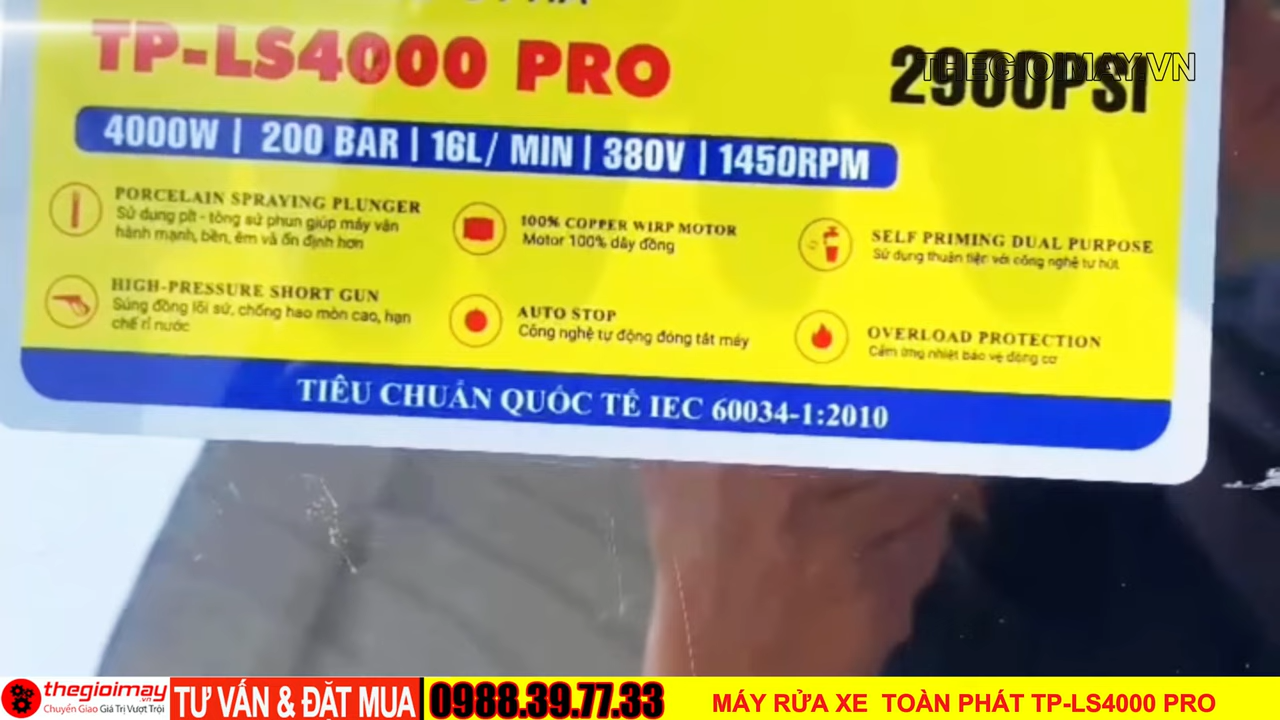 TP-LS4000 PRO
2900PSI
THEGIOIMAY.VN
4000W | 200 BAR | 16L/ MIN | 380V | 1450RPM
PORCELAIN SPRAYING PLUNGER
Sử dụng pít - tông sứ phun giúp máy vận
hành mạnh, bền, êm và ổn định hơn
100% COPPER WIRP MOTOR
Motor 100% dây đồng
SELF PRIMING DUAL PURPOSE
Sử dụng thuận tiện với công nghệ tự hút
HIGH-PRESSURE SHORT GUN
Súng đồng lõi sứ, chống hao mòn cao, hạn
chế rỉ nước
AUTO STOP
Công nghệ tự động đóng tắt máy
OVERLOAD PROTECTION
Cảm ứng nhiệt bảo vệ động cơ
TIÊU CHUẨN QUỐC TẾ IEC 60034-1:2010
thegioimay.vn
Chuyển Giao Giá Trị Vượt Trội
TƯ VẤN & ĐẶT MUA
0988.39.77.33
MÁY RỬA XE TOÀN PHÁT TP-LS4000 PRO